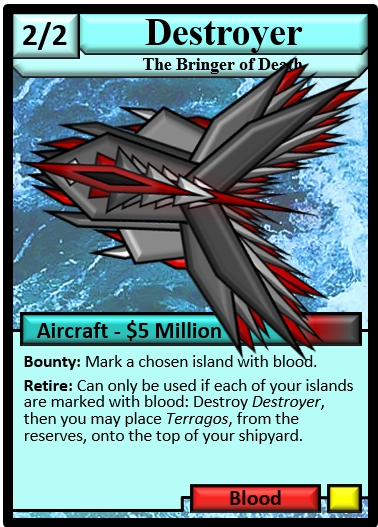 2/2 Destroyer
The Bringer of Death
Aircraft - $5 Million
Bounty: Mark a chosen island with blood.
Retire: Can only be used if each of your islands
are marked with blood: Destroy Destroyer,
then you may place Terragos, from the
reserves, onto the top of your shipyard.
Blood